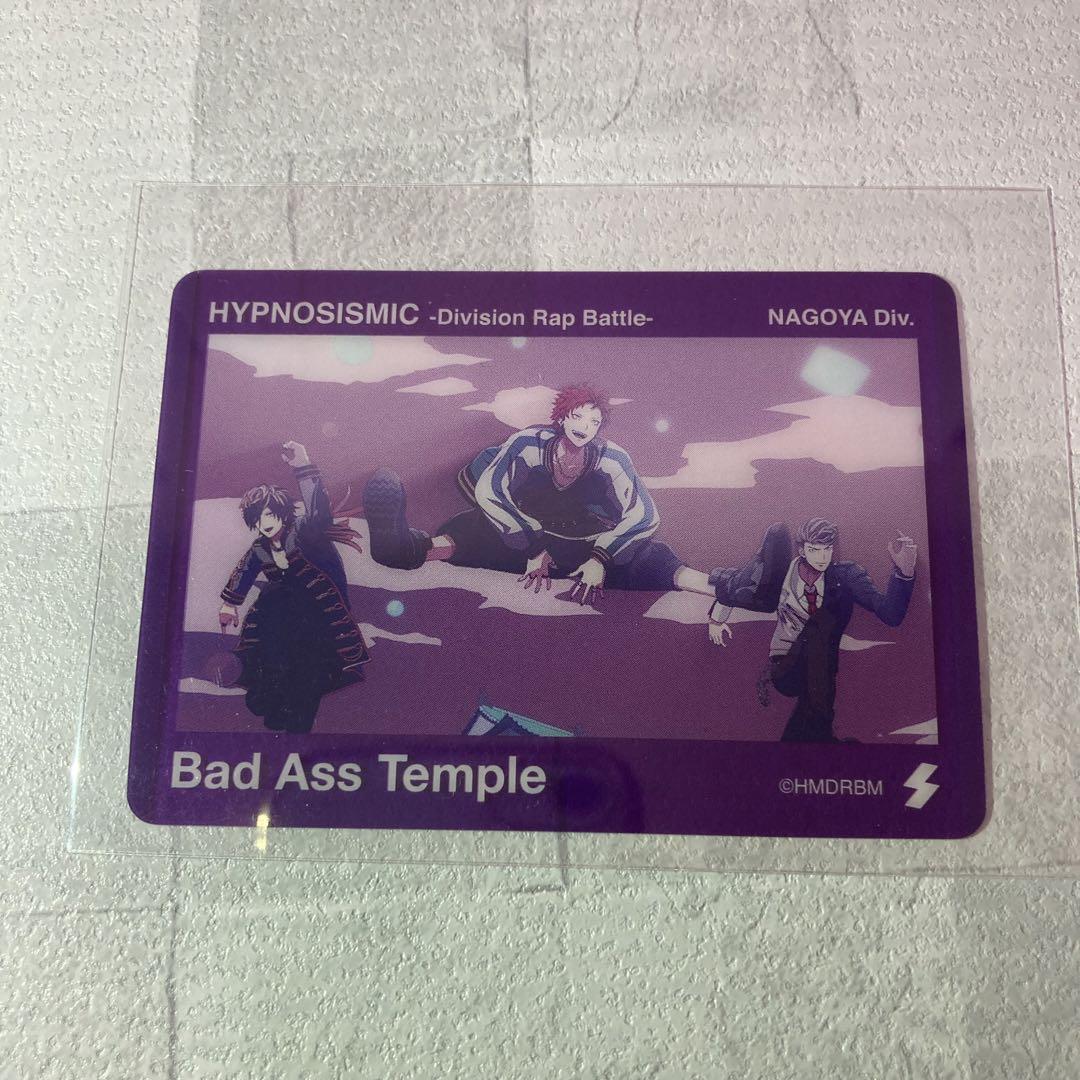 HYPNOSISMIC -Division Rap Battle- NAGOYA Div.
Bad Ass Temple
©HMDRBM